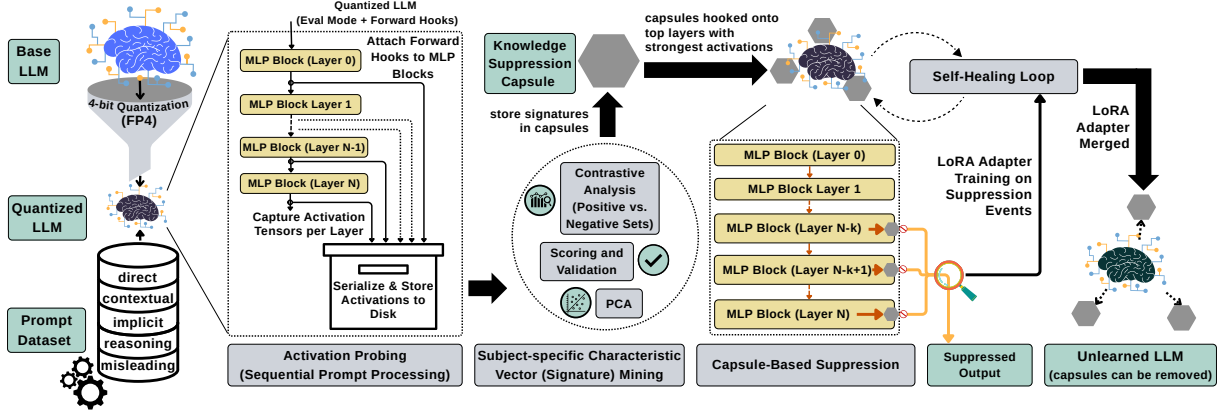 Base
LLM
4-bit Quantization
(FP4)
Quantized
LLM
Prompt
Dataset
direct
contextual
implicit
reasoning
misleading
Quantized LLM
(Eval Mode + Forward Hooks)
Attach Forward
Hooks to MLP
Blocks
MLP Block (Layer 0)
MLP Block Layer 1
MLP Block (Layer N-1)
MLP Block (Layer N)
Capture Activation
Tensors per Layer
Serialize & Store
Activations to
Disk
Activation Probing
(Sequential Prompt Processing)
Knowledge
Suppression
Capsule
store signatures
in capsules
Contrastive
Analysis
(Positive vs.
Negative Sets)
Scoring and
Validation
PCA
Subject-specific Characteristic
Vector (Signature) Mining
capsules hooked onto
top layers with
strongest activations
MLP Block (Layer 0)
MLP Block Layer 1
MLP Block (Layer N-k)
MLP Block (Layer N-k+1)
MLP Block (Layer N)
Capsule-Based Suppression
Self-Healing Loop
LoRA Adapter
Training on
Suppression
Events
Suppressed
Output
LoRA
Adapter
Merged
Unlearned LLM
(capsules can be removed)